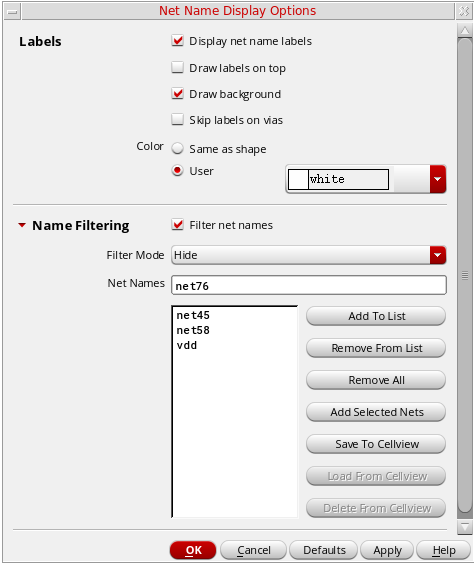 Net Name Display Options
Labels
Display net name labels
Draw labels on top
Draw background
Skip labels on vias
Color
Same as shape
User
white
Name Filtering
Filter net names
Filter Mode
Hide
Net Names
net76
net45
net58
vdd
Add To List
Remove From List
Remove All
Add Selected Nets
Save To Cellview
Load From Cellview
Delete From Cellview
OK Cancel Defaults Apply Help